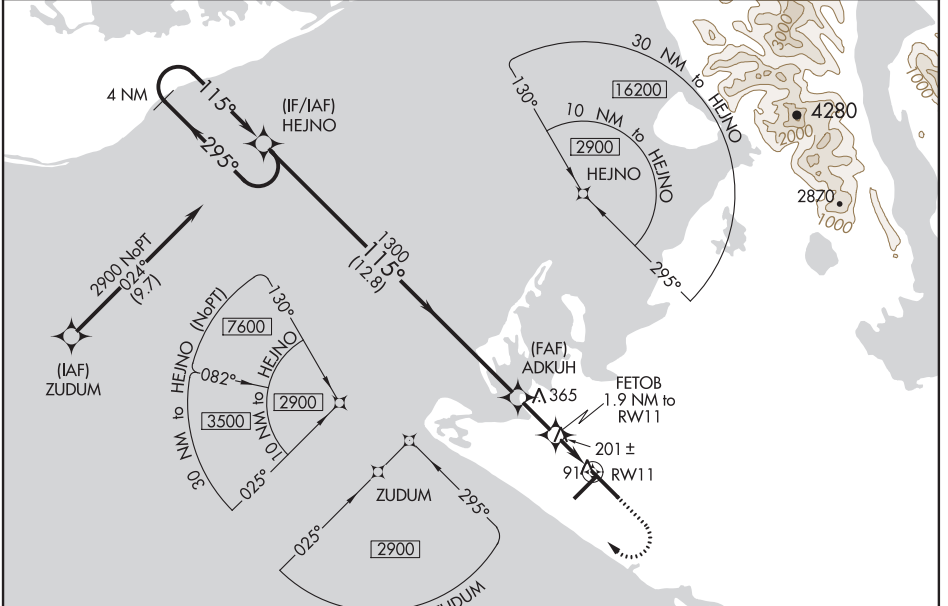 4 NM
115°
295°
(IF/IAF)
HEJNO
2900 NoPT
024°
(9.7)
(IAF)
ZUDUM
1300
115°
(12.8)
30 NM to HEJNO
130°
16200
10 NM to HEJNO
2900
HEJNO
295°
3000
1000
4280
2000
2870
1000
30 NM to HEJNO (NoPT)
7600
130°
082°
10 NM to HEJNO
2900
3500
025°
(FAF)
ADKUH
365
FETOB
1.9 NM to
RW11
201 ±
91
RW11
ZUDUM
025°
295°
2900